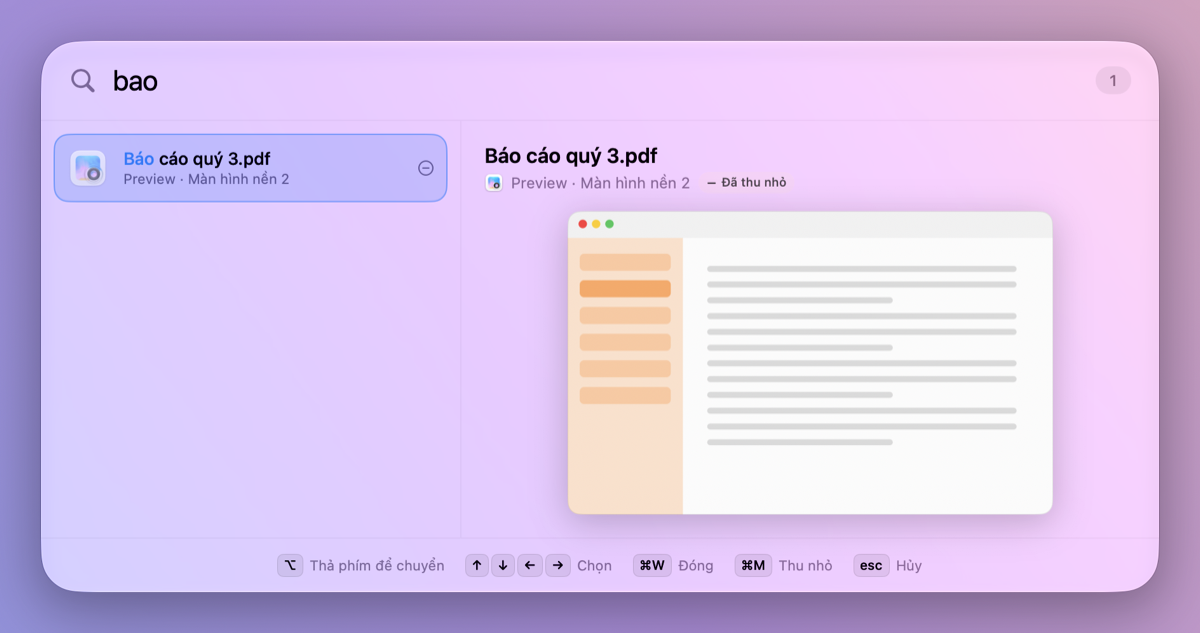 bao
1
Báo cáo quý 3.pdf
Preview · Màn hình nền 2
Báo cáo quý 3.pdf
Preview · Màn hình nền 2 – Đã thu nhỏ
⌥ Thả phím để chuyển ↑ ↓ ← → Chọn ⌘W Đóng ⌘M Thu nhỏ esc Hủy